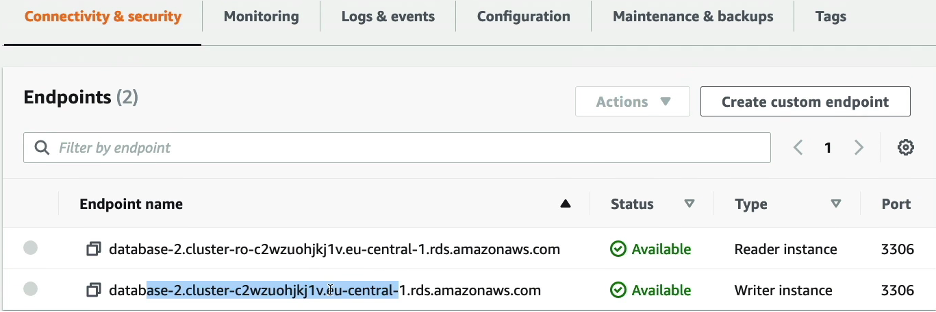 Connectivity & security Monitoring Logs & events Configuration Maintenance & backups Tags
Endpoints (2) Actions Create custom endpoint
Filter by endpoint 1
Endpoint name Status Type Port
database-2.cluster-ro-c2wzuohjkj1v.eu-central-1.rds.amazonaws.com Available Reader instance 3306
database-2.cluster-c2wzuohjkj1v.eu-central-1.rds.amazonaws.com Available Writer instance 3306